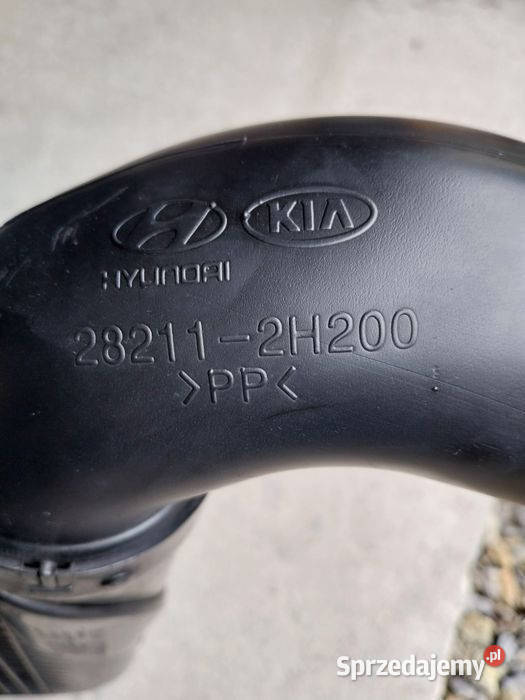 KIA
HYUNDAI
28211-2H200
>PP<
Sprzedajemy.pl